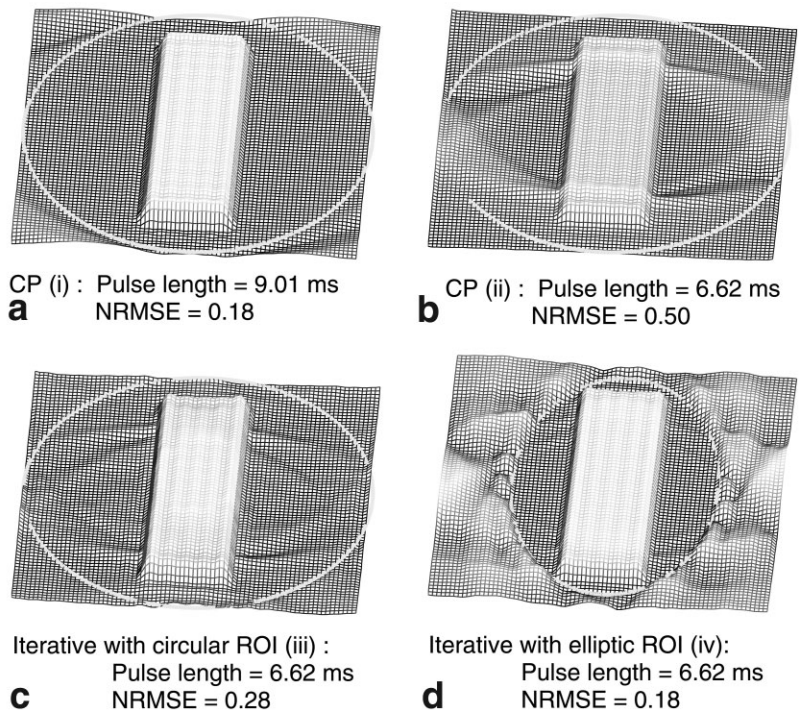 CP (i) : Pulse length = 9.01 ms
a NRMSE = 0.18
CP (ii) : Pulse length = 6.62 ms
b NRMSE = 0.50
Iterative with circular ROI (iii) :
Pulse length = 6.62 ms
c NRMSE = 0.28
Iterative with elliptic ROI (iv):
Pulse length = 6.62 ms
d NRMSE = 0.18